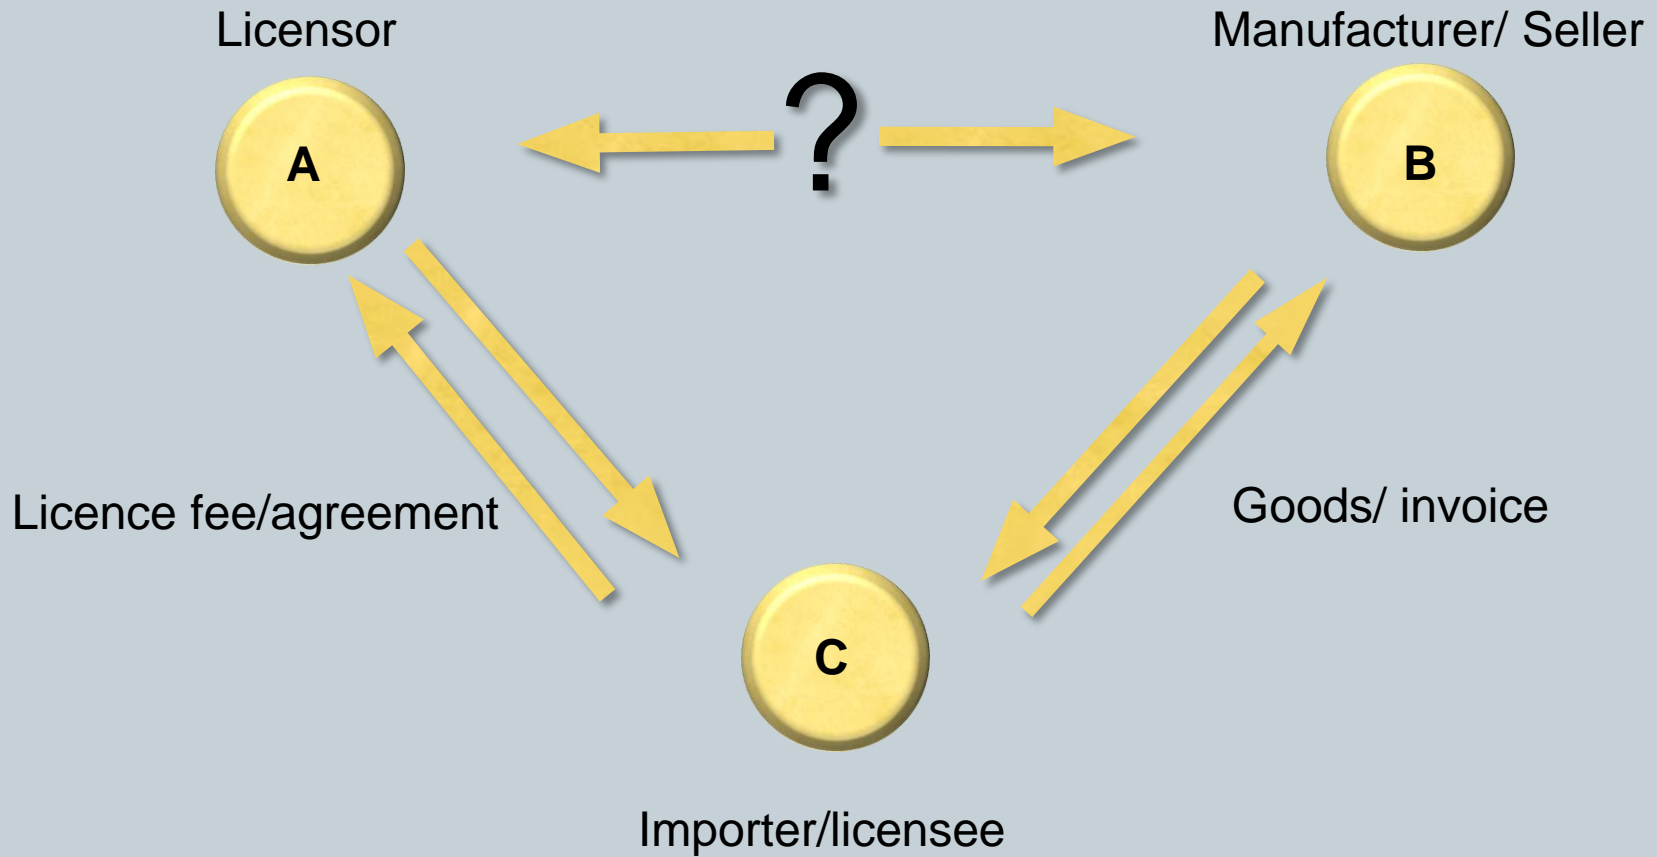 Licensor
Manufacturer/ Seller
?
A
B
Licence fee/agreement
Goods/ invoice
C
Importer/licensee